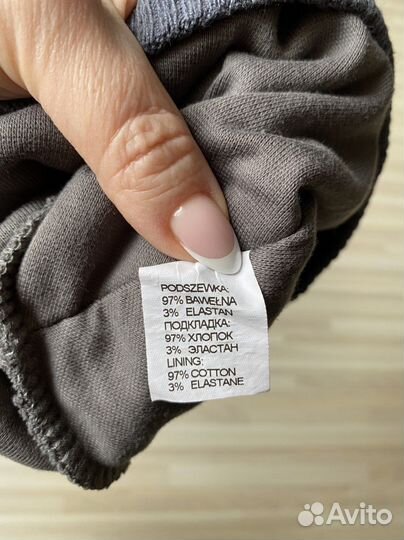 PODSZEWKA:
97% BAWEŁNA
3% ELASTAN
ПОДКЛАДКА:
97% ХЛОПОК
3% ЭЛАСТАН
LINING:
97% COTTON
3% ELASTANE
Avito